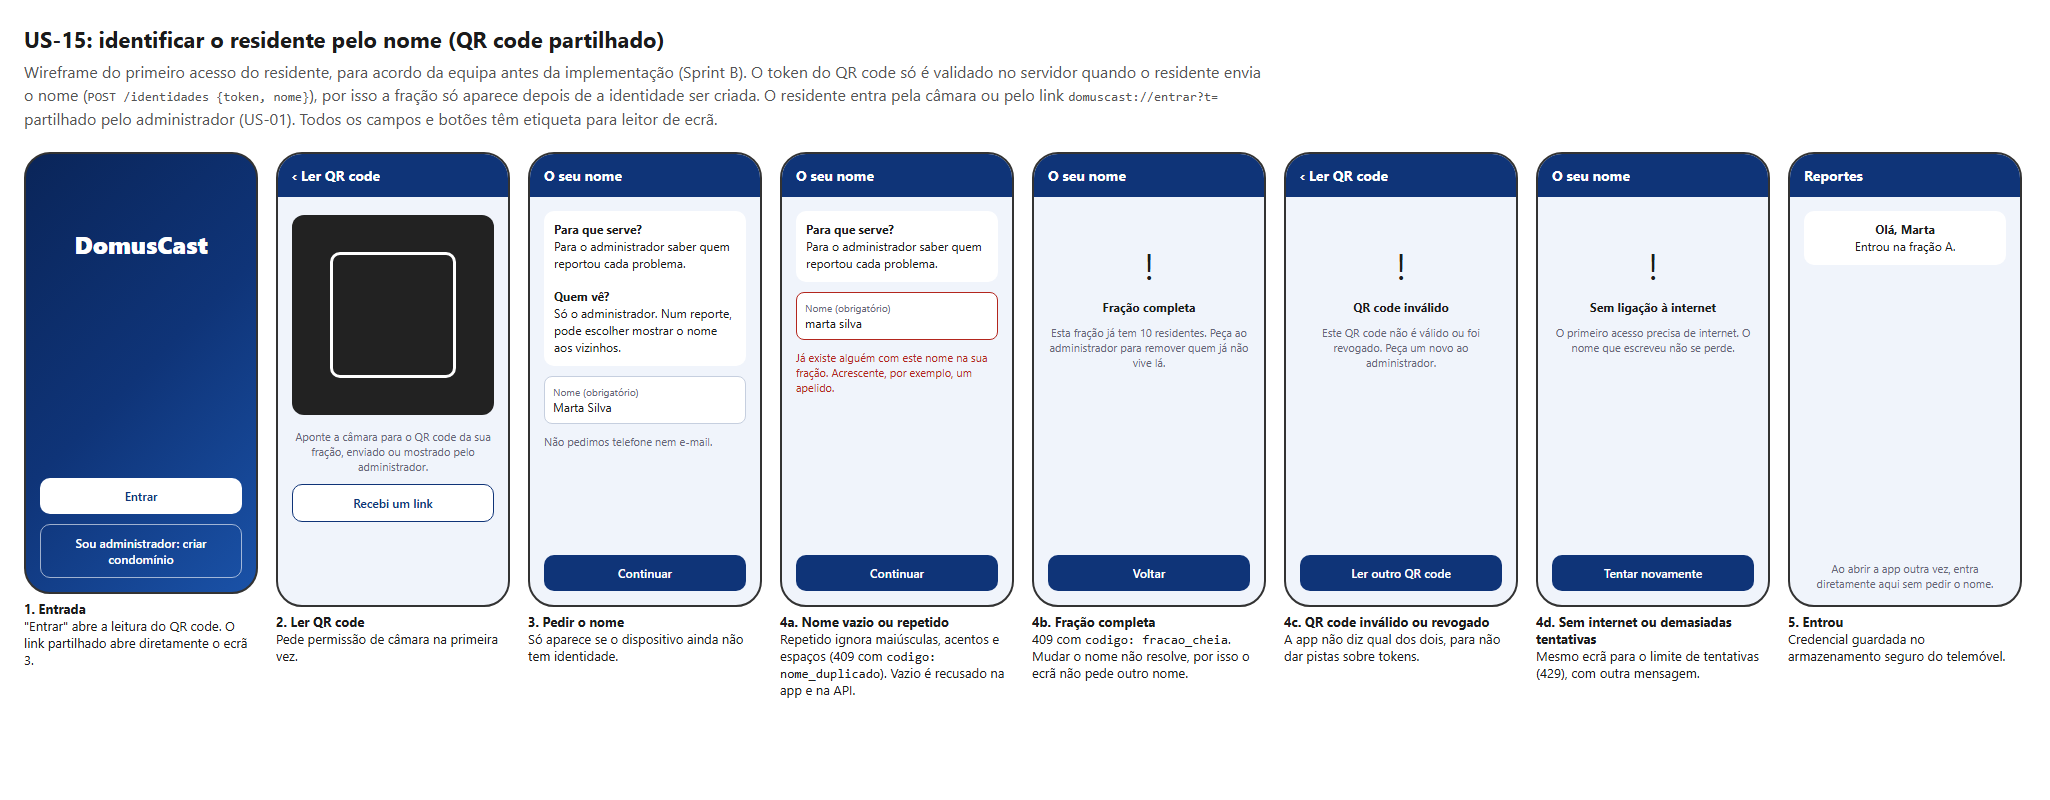 US-15: identificar o residente pelo nome (QR code partilhado)
Wireframe do primeiro acesso do residente, para acordo da equipa antes da implementação (Sprint B). O token do QR code só é validado no servidor quando o residente envia
o nome (POST /identidades {token, nome}), por isso a fração só aparece depois de a identidade ser criada. O residente entra pela câmara ou pelo link domuscast://entrar?t=
partilhado pelo administrador (US-01). Todos os campos e botões têm etiqueta para leitor de ecrã.
DomusCast
Entrar
Sou administrador: criar
condomínio
1. Entrada
"Entrar" abre a leitura do QR code. O
link partilhado abre diretamente o ecrã
3.
‹ Ler QR code
Aponte a câmara para o QR code da sua
fração, enviado ou mostrado pelo
administrador.
Recebi um link
2. Ler QR code
Pede permissão de câmara na primeira
vez.
O seu nome
Para que serve?
Para o administrador saber quem
reportou cada problema.
Quem vê?
Só o administrador. Num reporte,
pode escolher mostrar o nome
aos vizinhos.
Nome (obrigatório)
Marta Silva
Não pedimos telefone nem e-mail.
Continuar
3. Pedir o nome
Só aparece se o dispositivo ainda não
tem identidade.
O seu nome
Para que serve?
Para o administrador saber quem
reportou cada problema.
Nome (obrigatório)
marta silva
Já existe alguém com este nome na sua
fração. Acrescente, por exemplo, um
apelido.
Continuar
4a. Nome vazio ou repetido
Repetido ignora maiúsculas, acentos e
espaços (409 com codigo:
nome_duplicado). Vazio é recusado na
app e na API.
O seu nome
!
Fração completa
Esta fração já tem 10 residentes. Peça ao
administrador para remover quem já não
vive lá.
Voltar
4b. Fração completa
409 com codigo: fracao_cheia.
Mudar o nome não resolve, por isso o
ecrã não pede outro nome.
‹ Ler QR code
!
QR code inválido
Este QR code não é válido ou foi
revogado. Peça um novo ao
administrador.
Ler outro QR code
4c. QR code inválido ou revogado
A app não diz qual dos dois, para não
dar pistas sobre tokens.
O seu nome
!
Sem ligação à internet
O primeiro acesso precisa de internet. O
nome que escreveu não se perde.
Tentar novamente
4d. Sem internet ou demasiadas
tentativas
Mesmo ecrã para o limite de tentativas
(429), com outra mensagem.
Reportes
Olá, Marta
Entrou na fração A.
Ao abrir a app outra vez, entra
diretamente aqui sem pedir o nome.
5. Entrou
Credencial guardada no
armazenamento seguro do telemóvel.